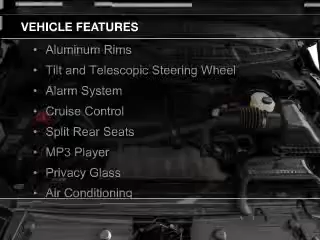 VEHICLE FEATURES
• Aluminum Rims
• Tilt and Telescopic Steering Wheel
• Alarm System
• Cruise Control
• Split Rear Seats
• MP3 Player
• Privacy Glass
• Air Conditioning